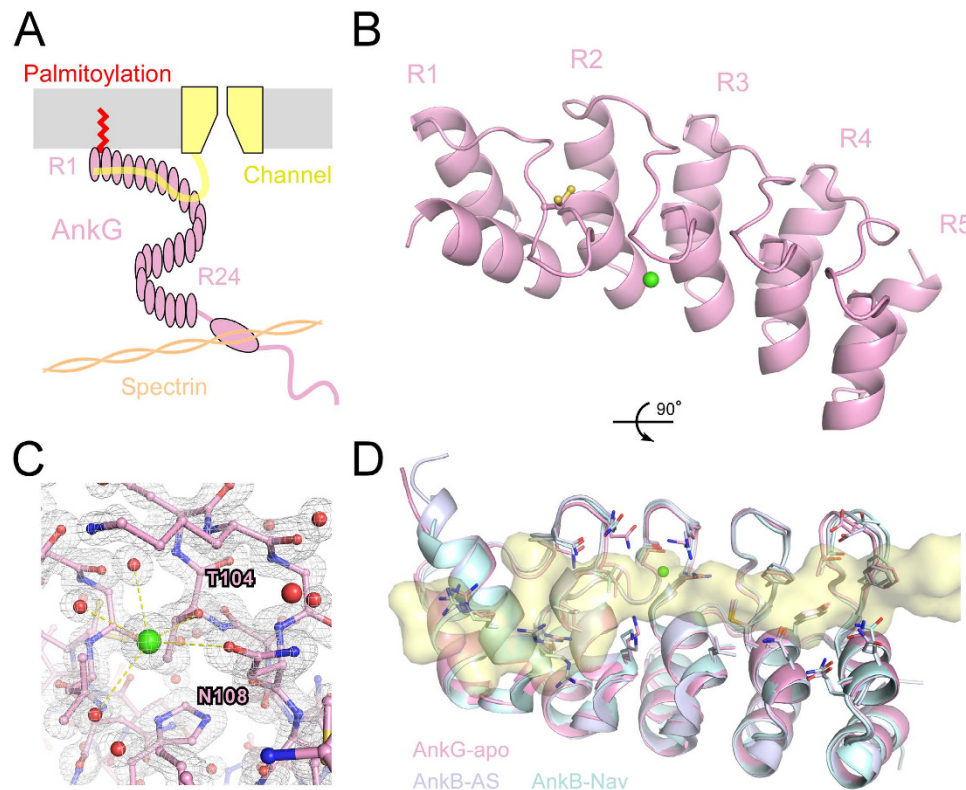 A
Palmitoylation
R1
Channel
AnkG
R24
Spectrin
B
R1
R2
R3
R4
R5
90°
C
T104
N108
D
AnkG-apo
AnkB-AS AnkB-Nav